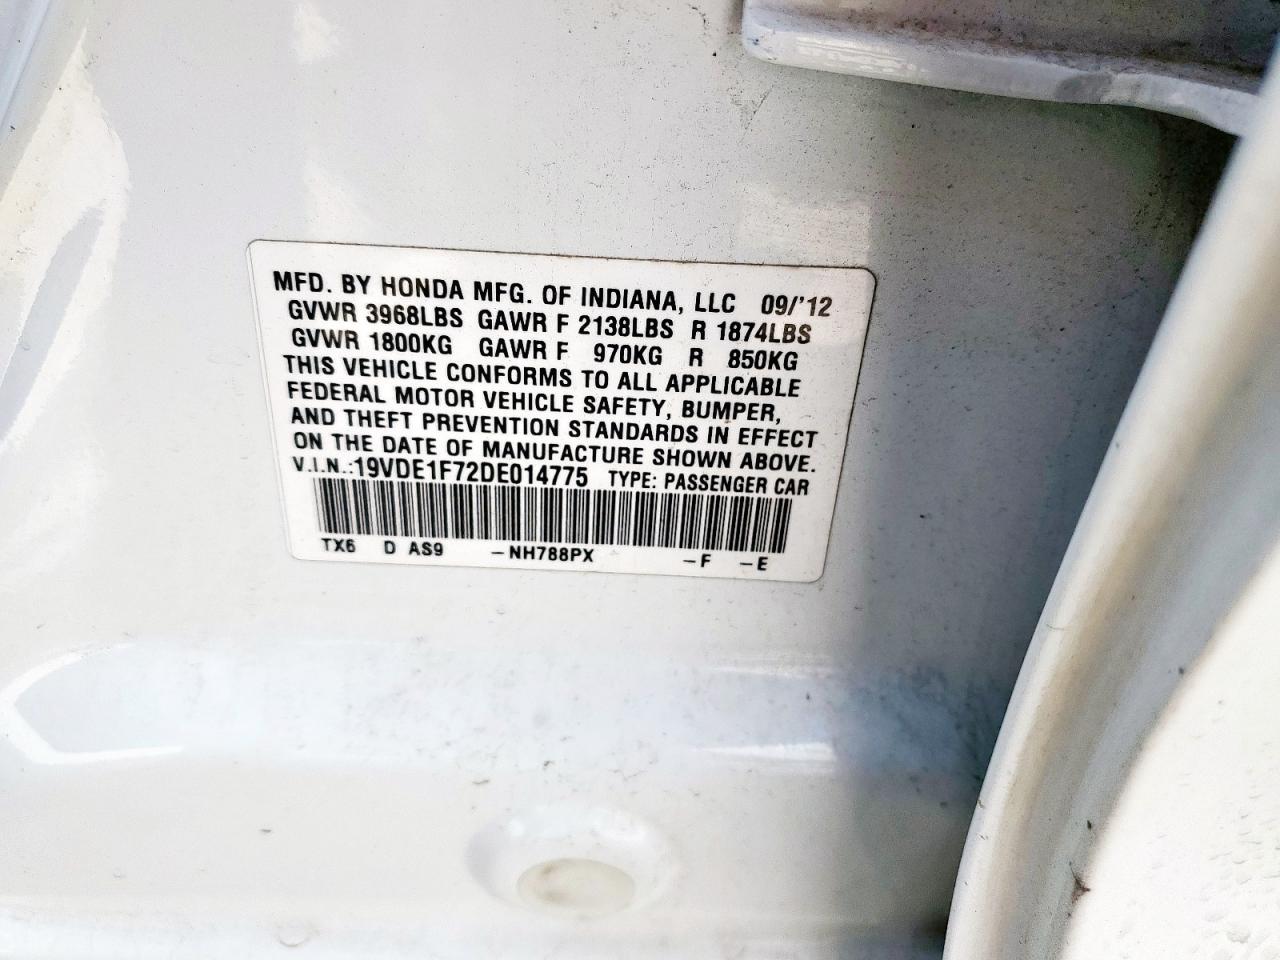 MFD. BY HONDA MFG. OF INDIANA, LLC 09/'12
GVWR 3968LBS GAWR F 2138LBS R 1874LBS
GVWR 1800KG GAWR F 970KG R 850KG
THIS VEHICLE CONFORMS TO ALL APPLICABLE
FEDERAL MOTOR VEHICLE SAFETY, BUMPER,
AND THEFT PREVENTION STANDARDS IN EFFECT
ON THE DATE OF MANUFACTURE SHOWN ABOVE.
V.I.N.:19VDE1F72DE014775 TYPE: PASSENGER CAR
TX6 D AS9 –NH788PX –F –E